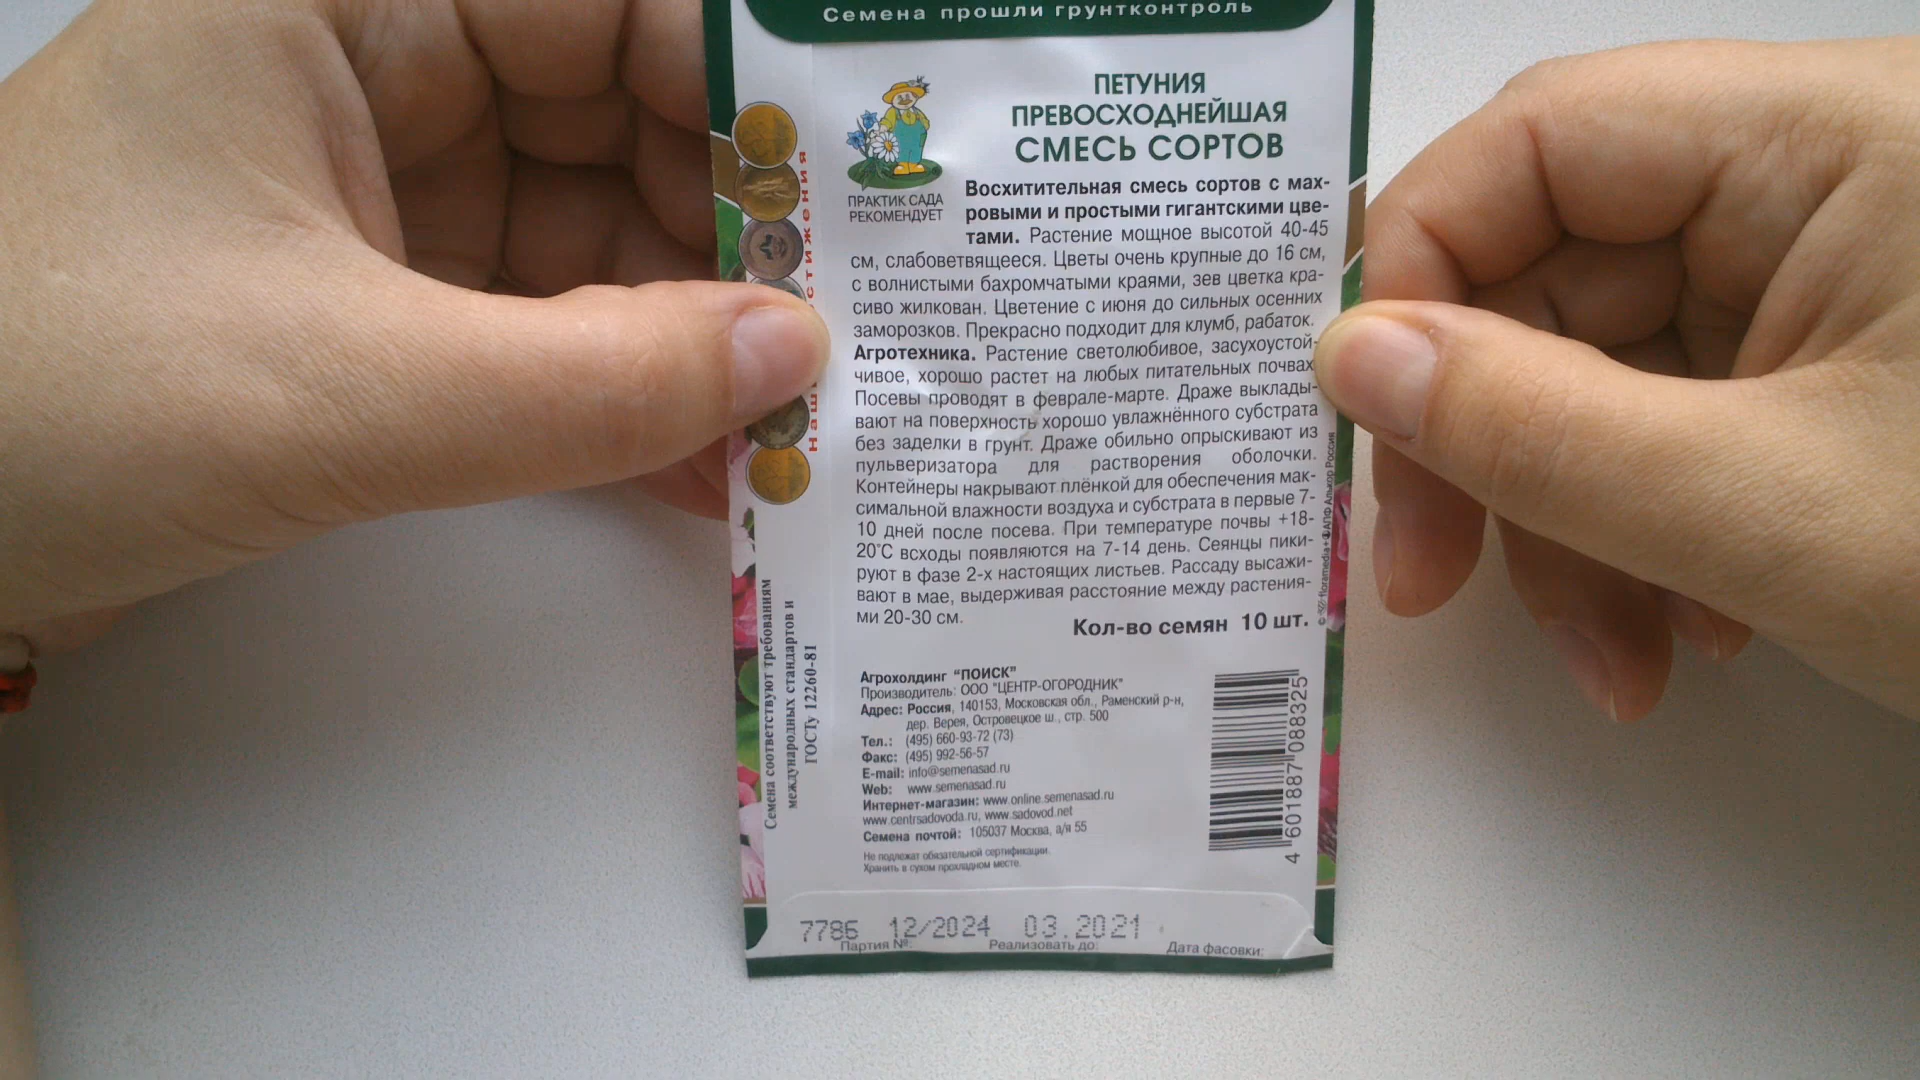 Семена прошли грунтконтроль
ПЕТУНИЯ
ПРЕВОСХОДНЕЙШАЯ
СМЕСЬ СОРТОВ
ПРАКТИК САДА
РЕКОМЕНДУЕТ
Восхитительная смесь сортов с мах-
ровыми и простыми гигантскими цве-
тами. Растение мощное высотой 40-45
см, слабоветвящееся. Цветы очень крупные до 16 см,
с волнистыми бахромчатыми краями, зев цветка кра-
сиво жилкован. Цветение с июня до сильных осенних
заморозков. Прекрасно подходит для клумб, рабаток.
Агротехника. Растение светолюбивое, засухоустой-
чивое, хорошо растет на любых питательных почвах
Посевы проводят в феврале-марте. Драже выклады-
вают на поверхность хорошо увлажнённого субстрата
без заделки в грунт. Драже обильно опрыскивают из
пульверизатора для растворения оболочки.
Контейнеры накрывают плёнкой для обеспечения мак-
симальной влажности воздуха и субстрата в первые 7-
10 дней после посева. При температуре почвы +18-
20°С всходы появляются на 7-14 день. Сеянцы пики-
руют в фазе 2-х настоящих листьев. Рассаду высажи-
вают в мае, выдерживая расстояние между растения-
ми 20-30 см.
Кол-во семян 10 шт.
Агрохолдинг "ПОИСК"
Производитель: ООО "ЦЕНТР-ОГОРОДНИК"
Адрес: Россия, 140153, Московская обл., Раменский р-н,
дер. Верея, Островецкое ш., стр. 500
Тел.: (495) 660-93-72 (73)
Факс: (495) 992-56-57
E-mail: info@semenasad.ru
Web: www.semenasad.ru
Интернет-магазин: www.online.semenasad.ru
www.centrsadovoda.ru, www.sadovod.net
Семена почтой: 105037 Москва, а/я 55
Не подлежат обязательной сертификации.
Хранить в сухом прохладном месте.
4 601887 088325
Семена соответствуют требованиям
международных стандартов и
ГОСТу 12260-81
floramedia+ АПФ Алькор Россия
7786 12/2024 03.2021
Партия №: Реализовать до: Дата фасовки: